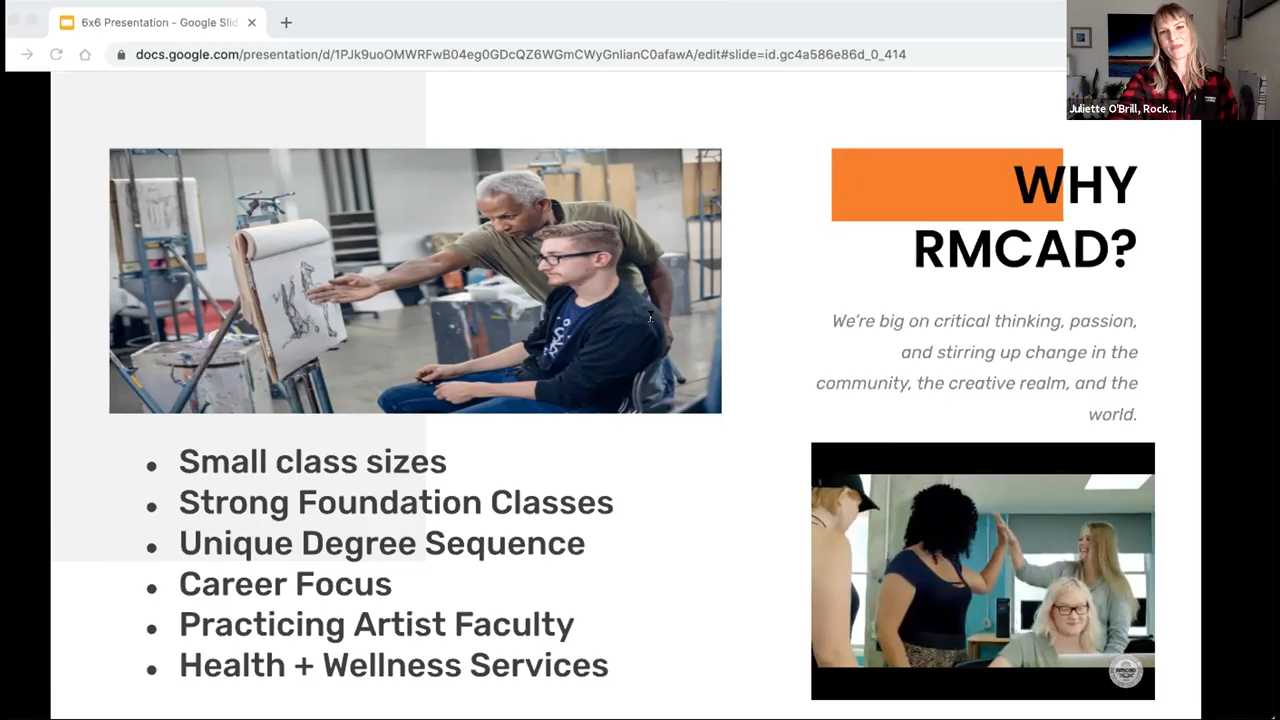 6x6 Presentation - Google Slid
docs.google.com/presentation/d/1PJk9uoOMWRFwB04eg0GDcQZ6WGmCWyGnIianC0afawA/edit#slide=id.gc4a586e86d_0_414
Juliette O'Brill, Rock...
WHY
RMCAD?
We're big on critical thinking, passion,
and stirring up change in the
community, the creative realm, and the
world.
• Small class sizes
• Strong Foundation Classes
• Unique Degree Sequence
• Career Focus
• Practicing Artist Faculty
• Health + Wellness Services